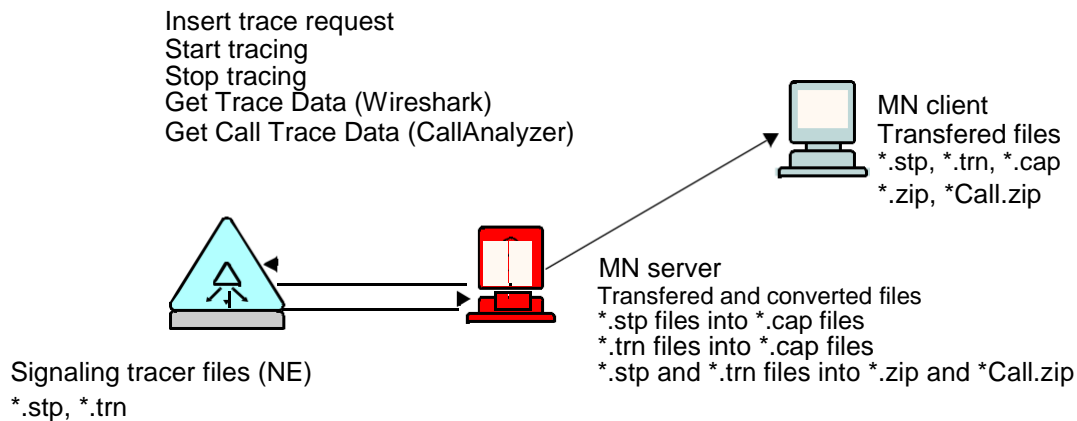 Insert trace request
Start tracing
Stop tracing
Get Trace Data (Wireshark)
Get Call Trace Data (CallAnalyzer)
MN client
Transfered files
*.stp, *.trn, *.cap
*.zip, *Call.zip
MN server
Transfered and converted files
*.stp files into *.cap files
*.trn files into *.cap files
*.stp and *.trn files into *.zip and *Call.zip
Signaling tracer files (NE)
*.stp, *.trn